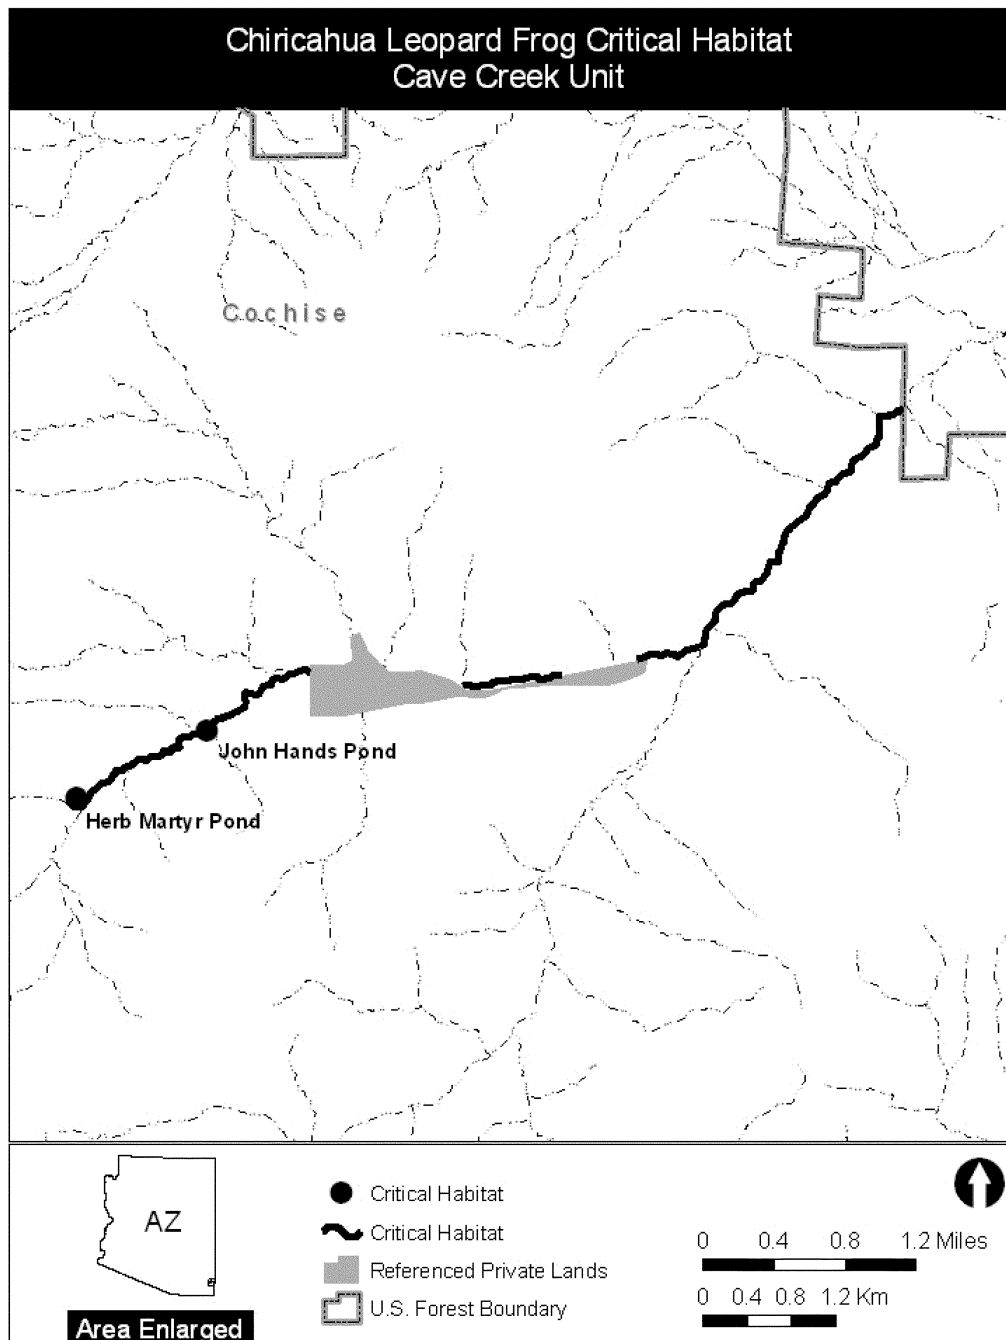 Chiricahua Leopard Frog Critical Habitat
Cave Creek Unit
Cochise
John Hands Pond
Herb Martyr Pond
AZ
Area Enlarged
Critical Habitat
Critical Habitat
Referenced Private Lands
U.S. Forest Boundary
0 0.4 0.8 1.2 Miles
0 0.4 0.8 1.2 Km